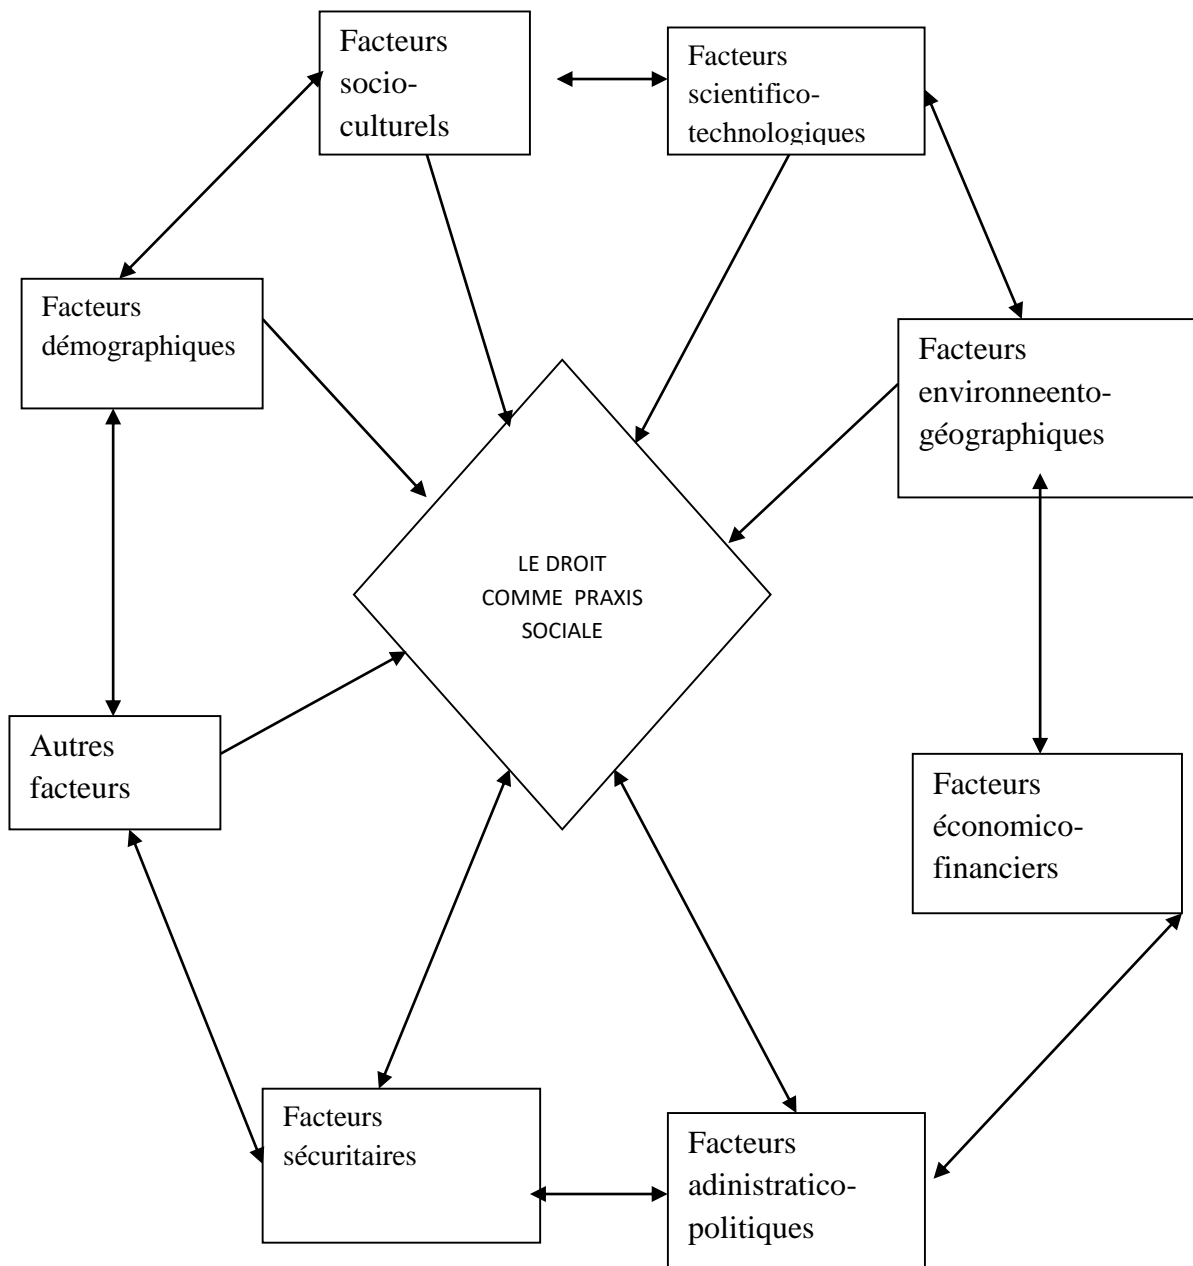 Facteurs
socio-
culturels
Facteurs
scientifico-
technologiques
Facteurs
démographiques
Facteurs
environneento-
géographiques
LE DROIT
COMME PRAXIS
SOCIALE
Autres
facteurs
Facteurs
économico-
financiers
Facteurs
sécuritaires
Facteurs
adinistratico-
politiques